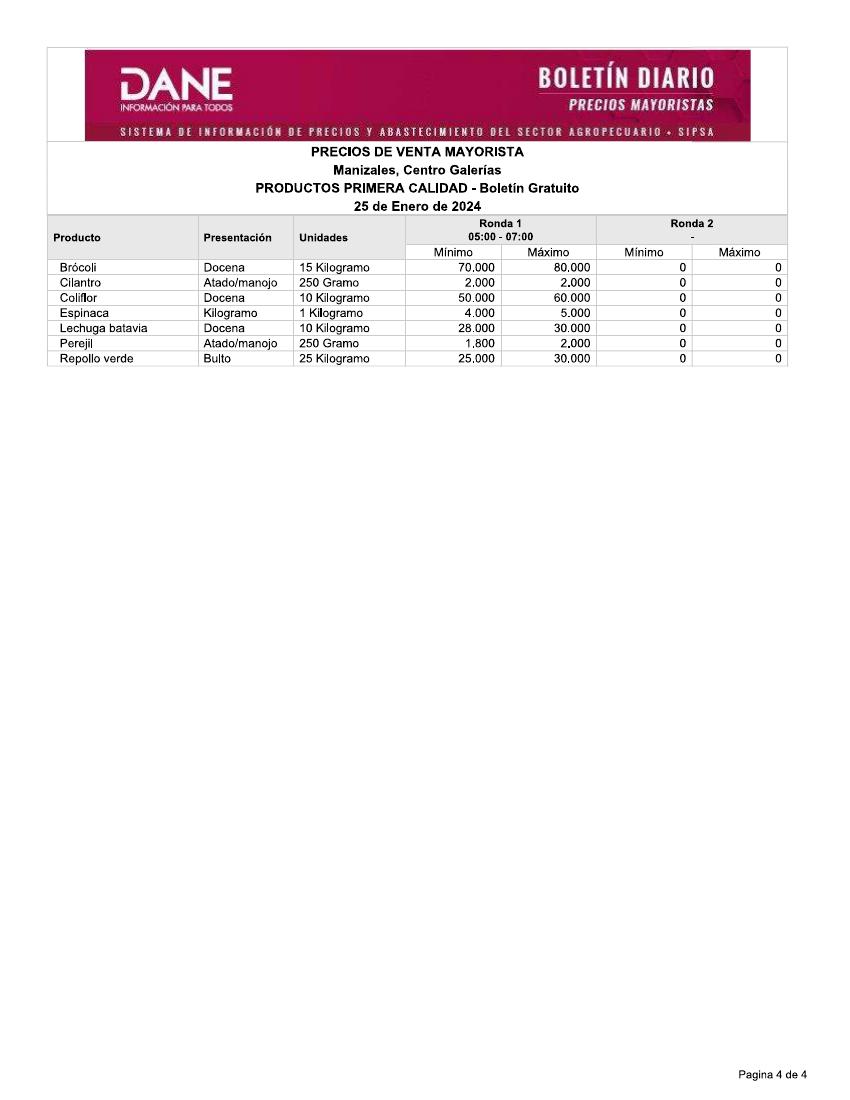 DANE
INFORMACIÓN PARA TODOS
BOLETÍN DIARIO
PRECIOS MAYORISTAS
SISTEMA DE INFORMACIÓN DE PRECIOS Y ABASTECIMIENTO DEL SECTOR AGROPECUARIO • SIPSA
PRECIOS DE VENTA MAYORISTA
Manizales, Centro Galerías
PRODUCTOS PRIMERA CALIDAD - Boletín Gratuito
25 de Enero de 2024
Producto Presentación Unidades Ronda 1 Ronda 2
05:00 - 07:00 -
Mínimo Máximo Mínimo Máximo
Brócoli Docena 15 Kilogramo 70.000 80.000 0 0
Cilantro Atado/manojo 250 Gramo 2.000 2.000 0 0
Coliflor Docena 10 Kilogramo 50.000 60.000 0 0
Espinaca Kilogramo 1 Kilogramo 4.000 5.000 0 0
Lechuga batavia Docena 10 Kilogramo 28.000 30.000 0 0
Perejil Atado/manojo 250 Gramo 1.800 2.000 0 0
Repollo verde Bulto 25 Kilogramo 25.000 30.000 0 0
Pagina 4 de 4